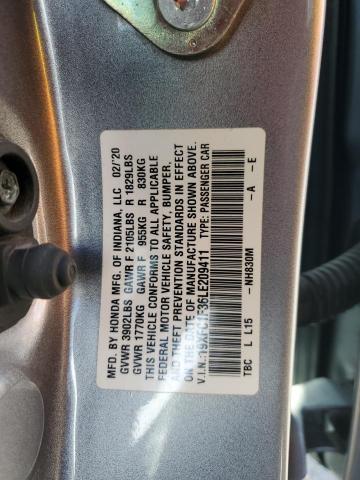 MFD. BY HONDA MFG. OF INDIANA, LLC 02/'20
GVWR 3902LBS GAWR F 2105LBS R 1829LBS
GVWR 1770KG GAWR F 955KG R 830KG
THIS VEHICLE CONFORMS TO ALL APPLICABLE
FEDERAL MOTOR VEHICLE SAFETY, BUMPER,
AND THEFT PREVENTION STANDARDS IN EFFECT
ON THE DATE OF MANUFACTURE SHOWN ABOVE.
V.I.N.: TYPE: PASSENGER CAR
TBC L L15 -NH830M -A -E